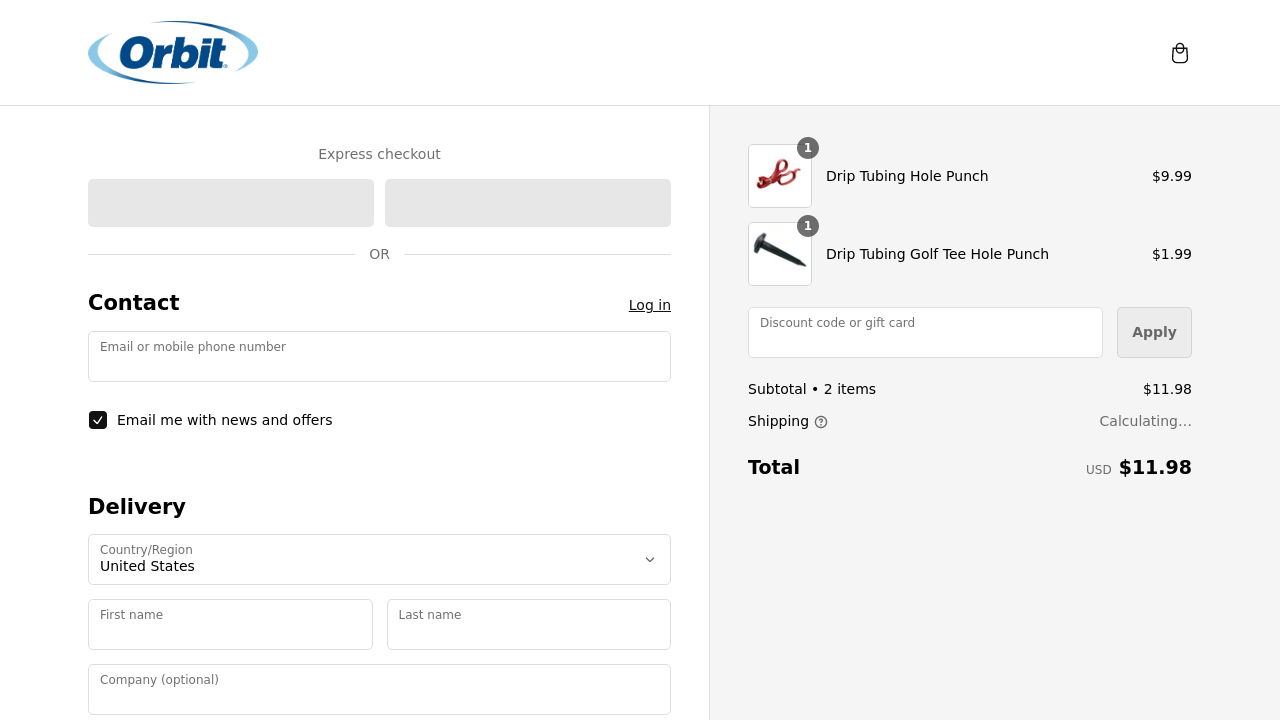 Orbit
Express checkout
OR
Contact
Log in
Email or mobile phone number
Email me with news and offers
Delivery
Country/Region
United States
First name
Last name
Company (optional)
1
Drip Tubing Hole Punch
$9.99
1
Drip Tubing Golf Tee Hole Punch
$1.99
Discount code or gift card
Apply
Subtotal • 2 items
$11.98
Shipping
Calculating...
Total
USD $11.98